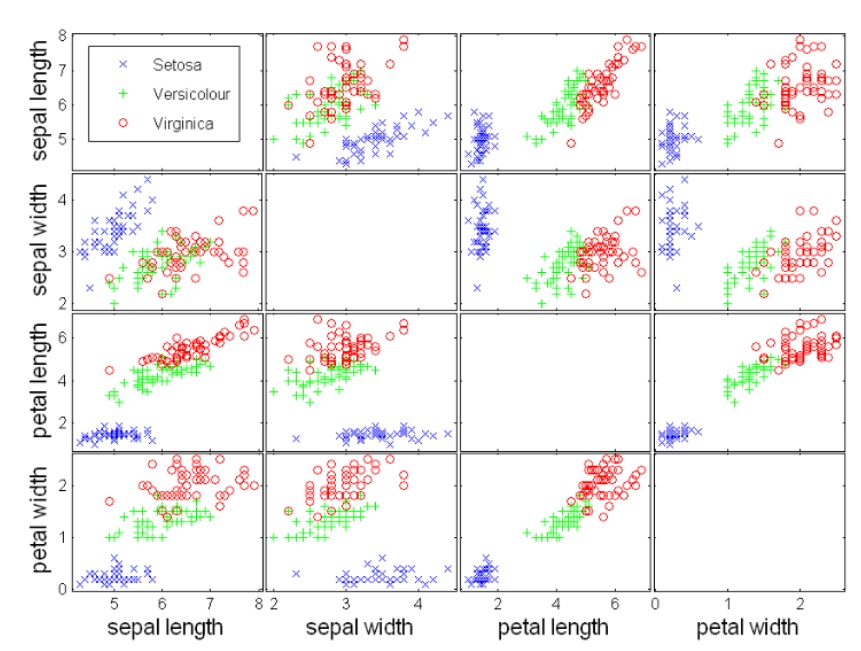 8
7
6
5
sepal length
Setosa
Versicolour
Virginica
4
3
2
sepal width
6
4
2
petal length
2
1
0
petal width
5 6 7 8 2 3 4 2 4 6 0 1 2
sepal length sepal width petal length petal width